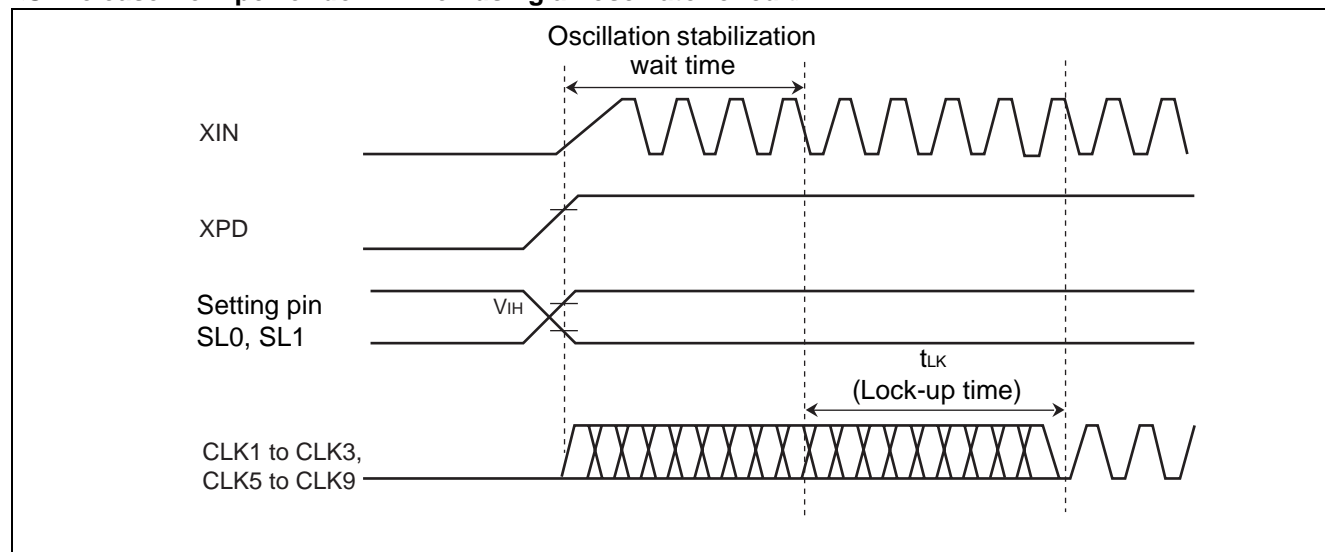 Oscillation stabilization
wait time
XIN
XPD
Setting pin
SL0, SL1
VIH
tLK
(Lock-up time)
CLK1 to CLK3,
CLK5 to CLK9